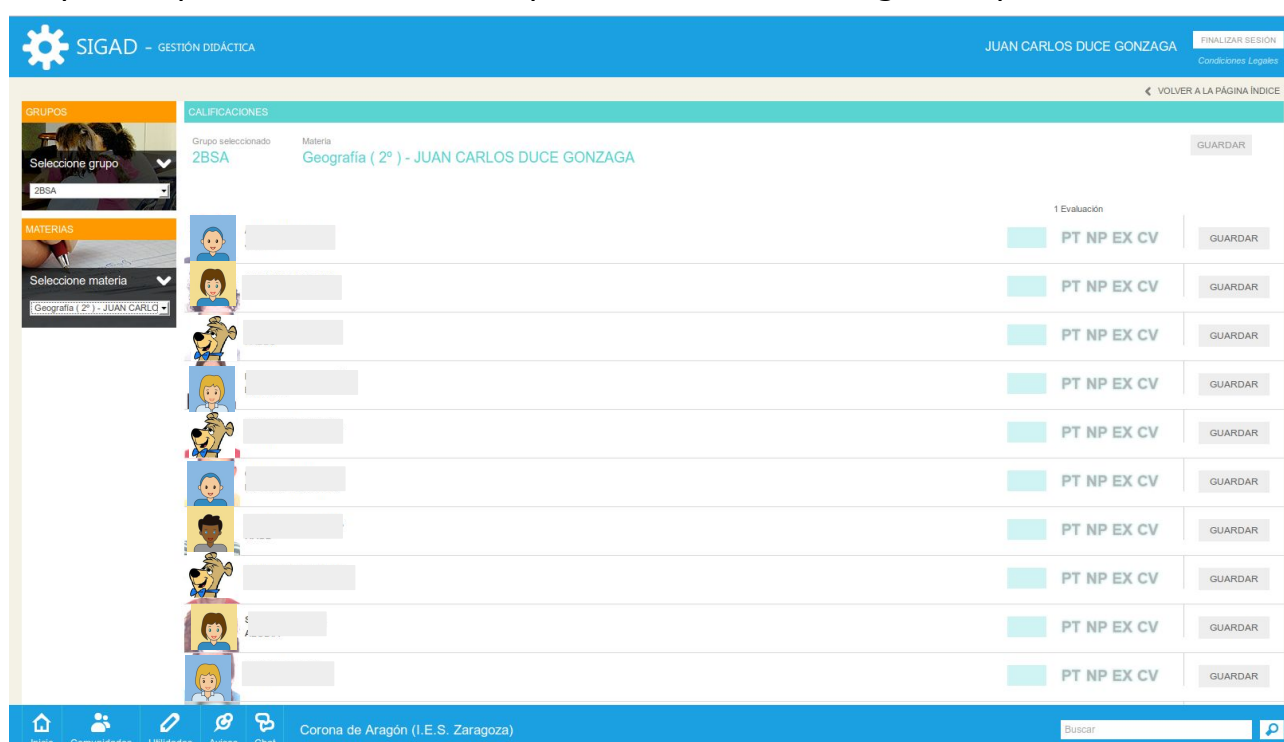 SIGAD – GESTIÓN DIDÁCTICA
JUAN CARLOS DUCE GONZAGA
FINALIZAR SESIÓN
Condiciones Legales
VOLVER A LA PÁGINA ÍNDICE
GRUPOS
Seleccione grupo
2BSA
MATERIAS
Seleccione materia
Geografía ( 2º ) - JUAN CARLO
CALIFICACIONES
Grupo seleccionado
2BSA
Materia
Geografía ( 2º ) - JUAN CARLOS DUCE GONZAGA
GUARDAR
1 Evaluación
PT NP EX CV GUARDAR
PT NP EX CV GUARDAR
PT NP EX CV GUARDAR
PT NP EX CV GUARDAR
PT NP EX CV GUARDAR
PT NP EX CV GUARDAR
PT NP EX CV GUARDAR
PT NP EX CV GUARDAR
PT NP EX CV GUARDAR
PT NP EX CV GUARDAR
Corona de Aragón (I.E.S. Zaragoza)
Buscar